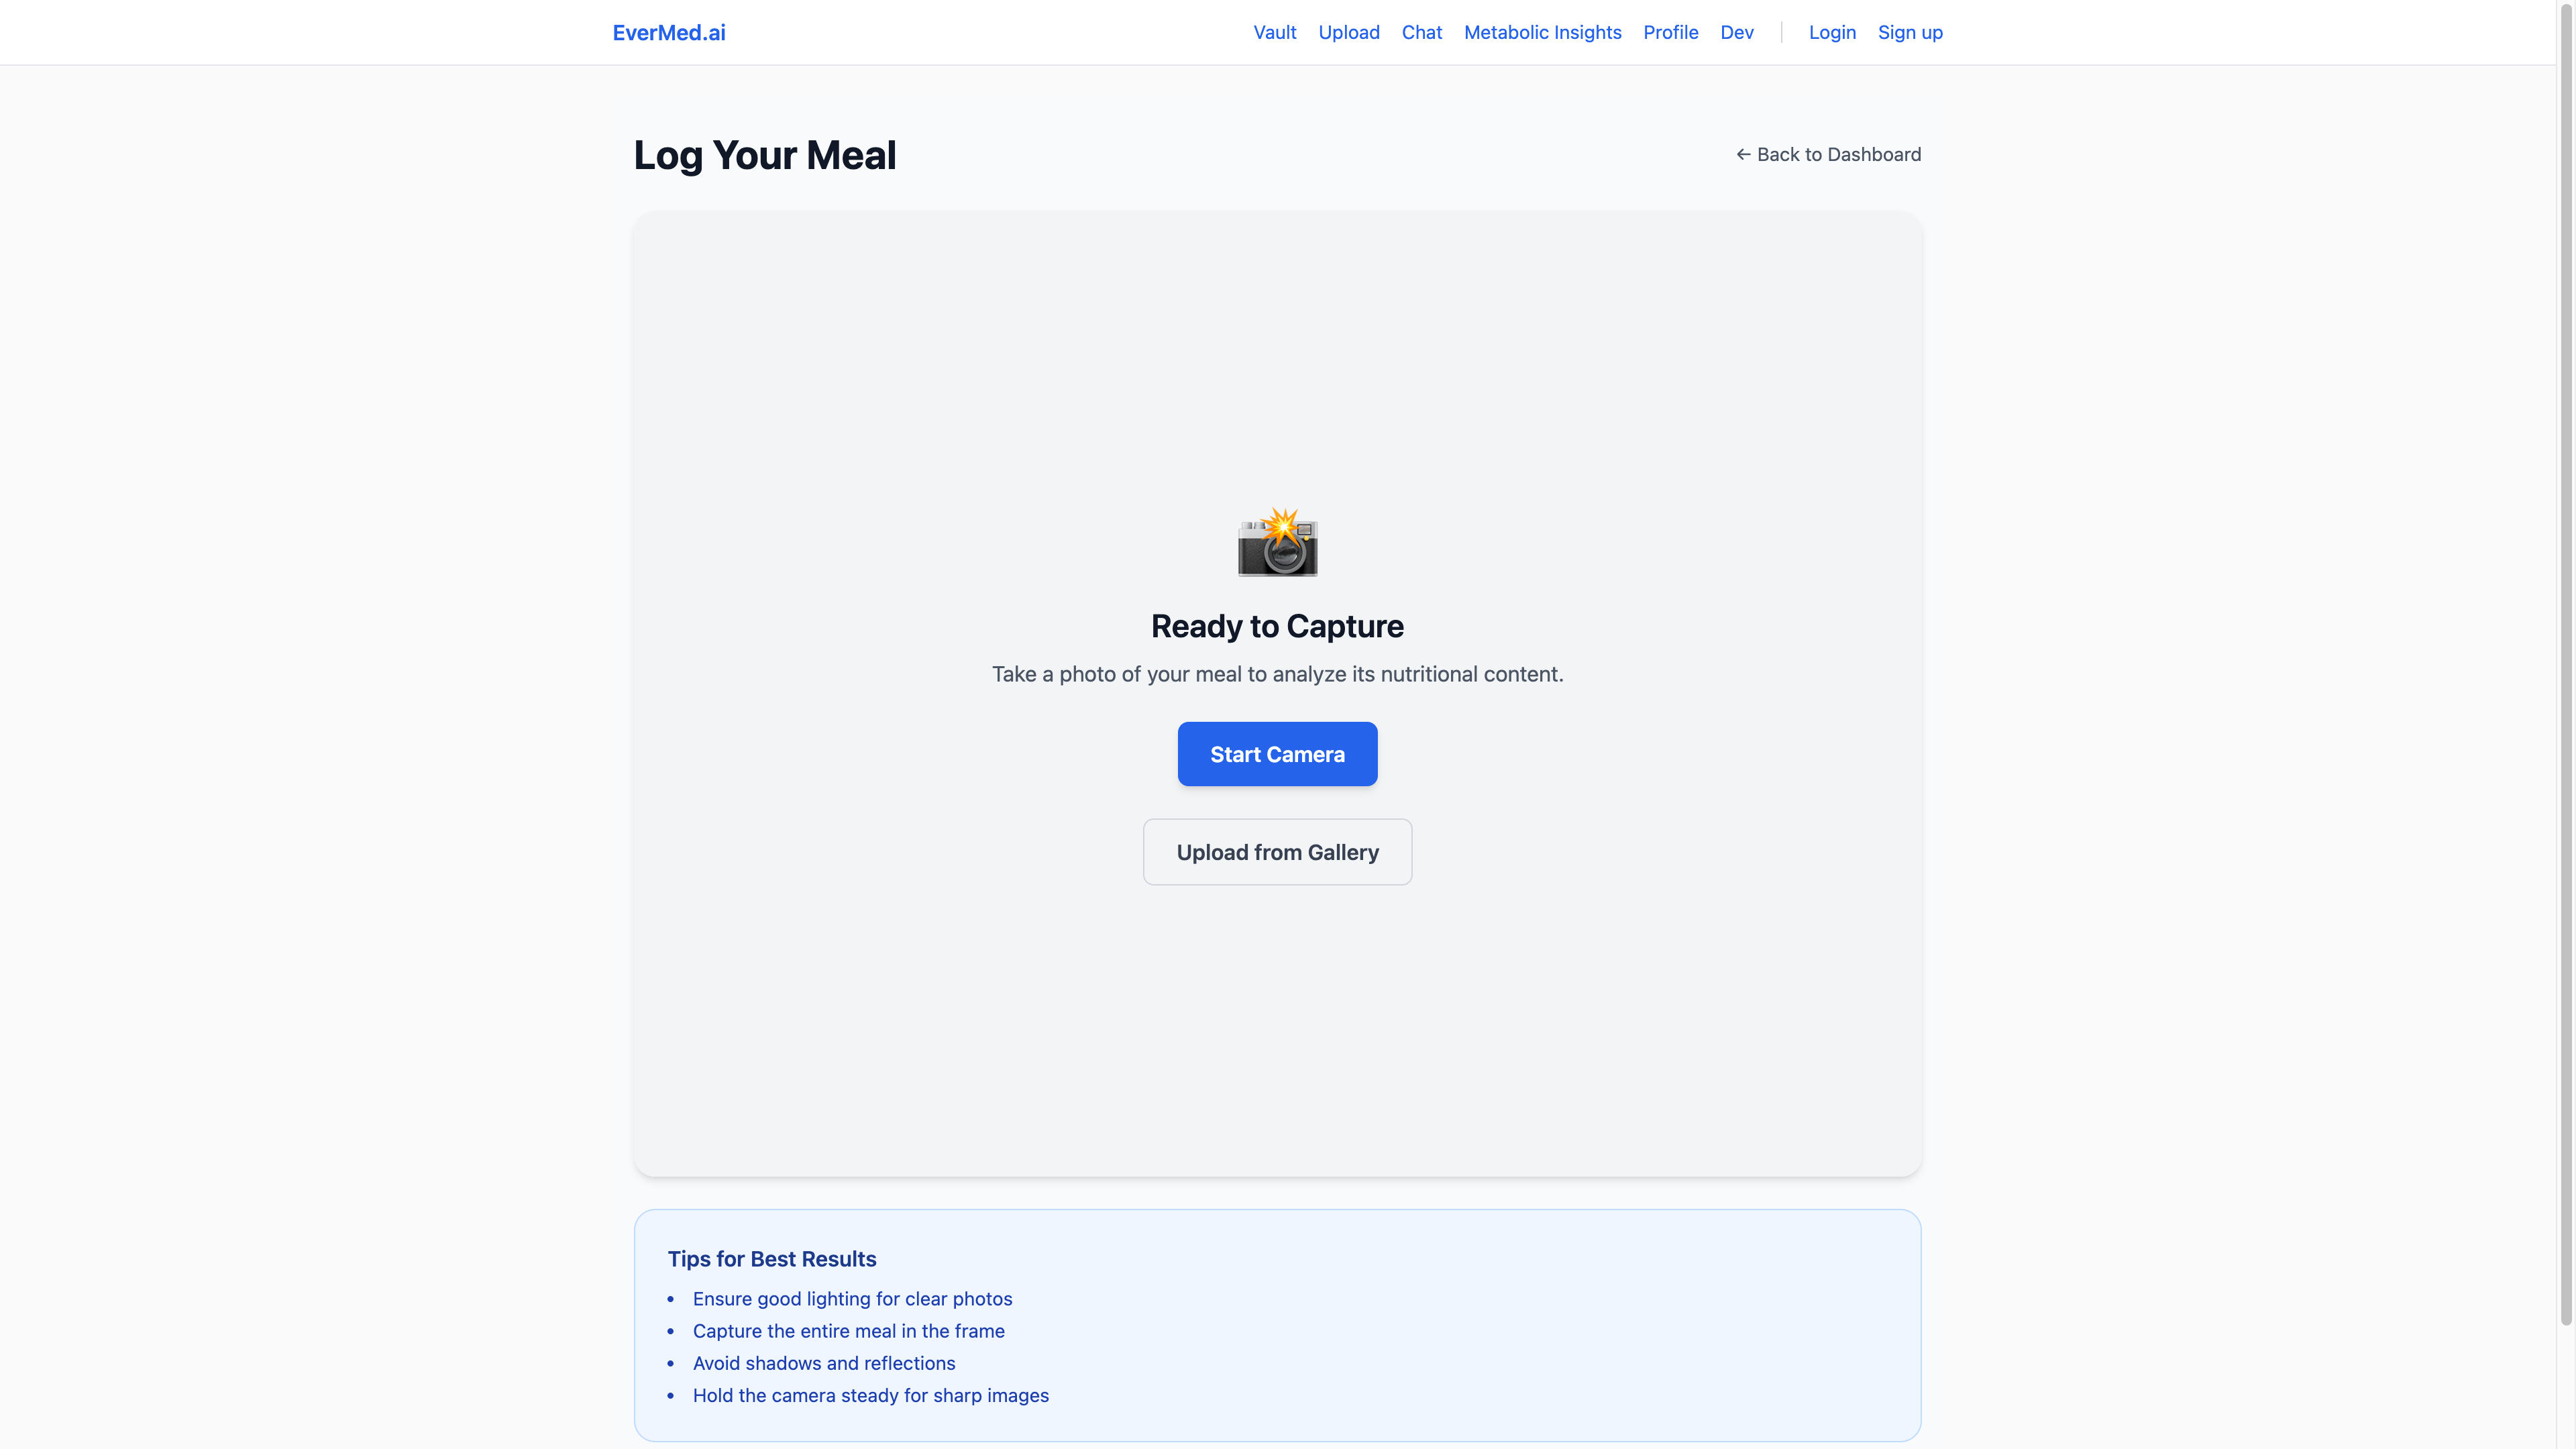 EverMed.ai
Vault Upload Chat Metabolic Insights Profile Dev Login Sign up
Log Your Meal
← Back to Dashboard
Ready to Capture
Take a photo of your meal to analyze its nutritional content.
Start Camera
Upload from Gallery
Tips for Best Results
• Ensure good lighting for clear photos
• Capture the entire meal in the frame
• Avoid shadows and reflections
• Hold the camera steady for sharp images